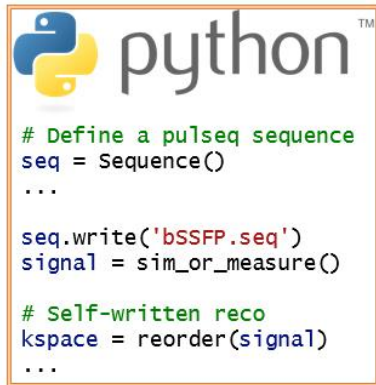 python™
# Define a pulseq sequence
seq = Sequence()
...
seq.write('bSSFP.seq')
signal = sim_or_measure()
# Self-written reco
kspace = reorder(signal)
...